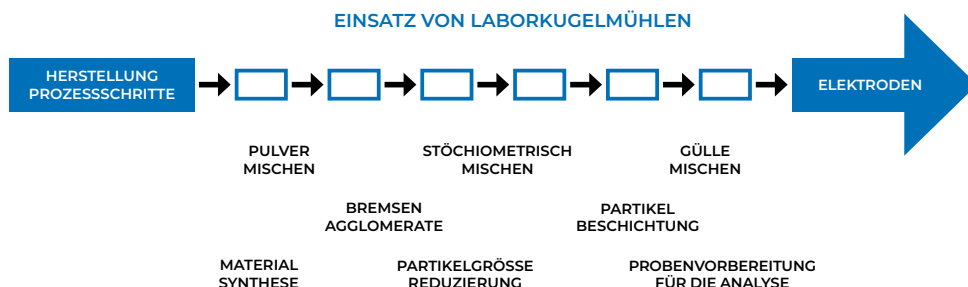 EINSATZ VON LABORKUGELMÜHLEN
HERSTELLUNG
PROZESSSCHRITTE
ELEKTRODEN
PULVER
MISCHEN
STÖCHIOMETRISCH
MISCHEN
GÜLLE
MISCHEN
BREMSEN
AGGLOMERATE
PARTIKEL
BESCHICHTUNG
MATERIAL
SYNTHESE
PARTIKELGRÖSSE
REDUZIERUNG
PROBENVORBEREITUNG
FÜR DIE ANALYSE